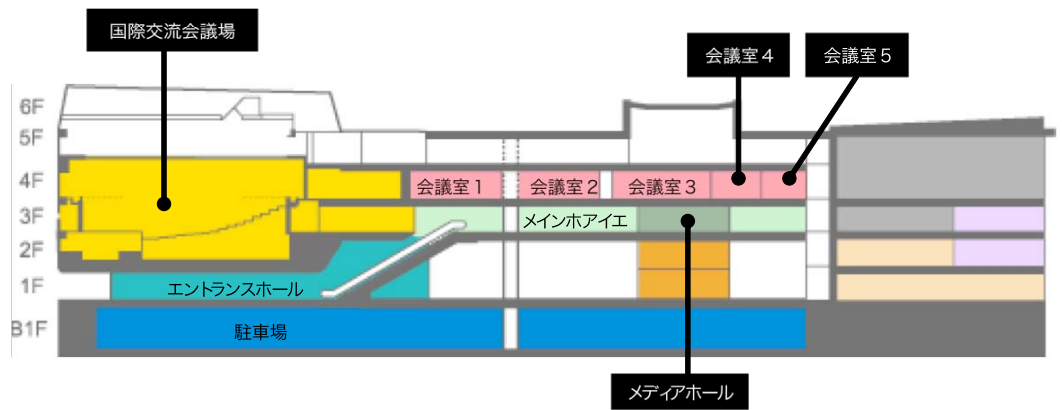 国際交流会議場
会議室4
会議室5
6F
5F
4F
会議室1
会議室2
会議室3
3F
メインホアイエ
2F
1F
エントランスホール
B1F
駐車場
メディアホール